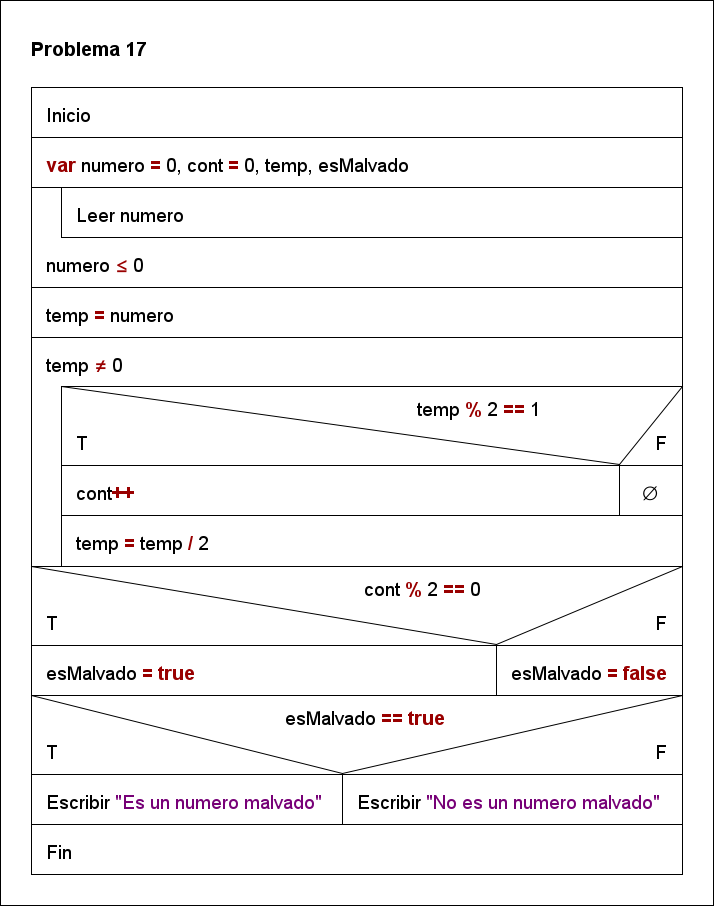 Problema 17
Inicio
var numero = 0, cont = 0, temp, esMalvado
Leer numero
numero ≤ 0
temp = numero
temp ≠ 0
temp % 2 == 1
T F
cont++ ∅
temp = temp / 2
cont % 2 == 0
T F
esMalvado = true esMalvado = false
esMalvado == true
T F
Escribir "Es un numero malvado" Escribir "No es un numero malvado"
Fin